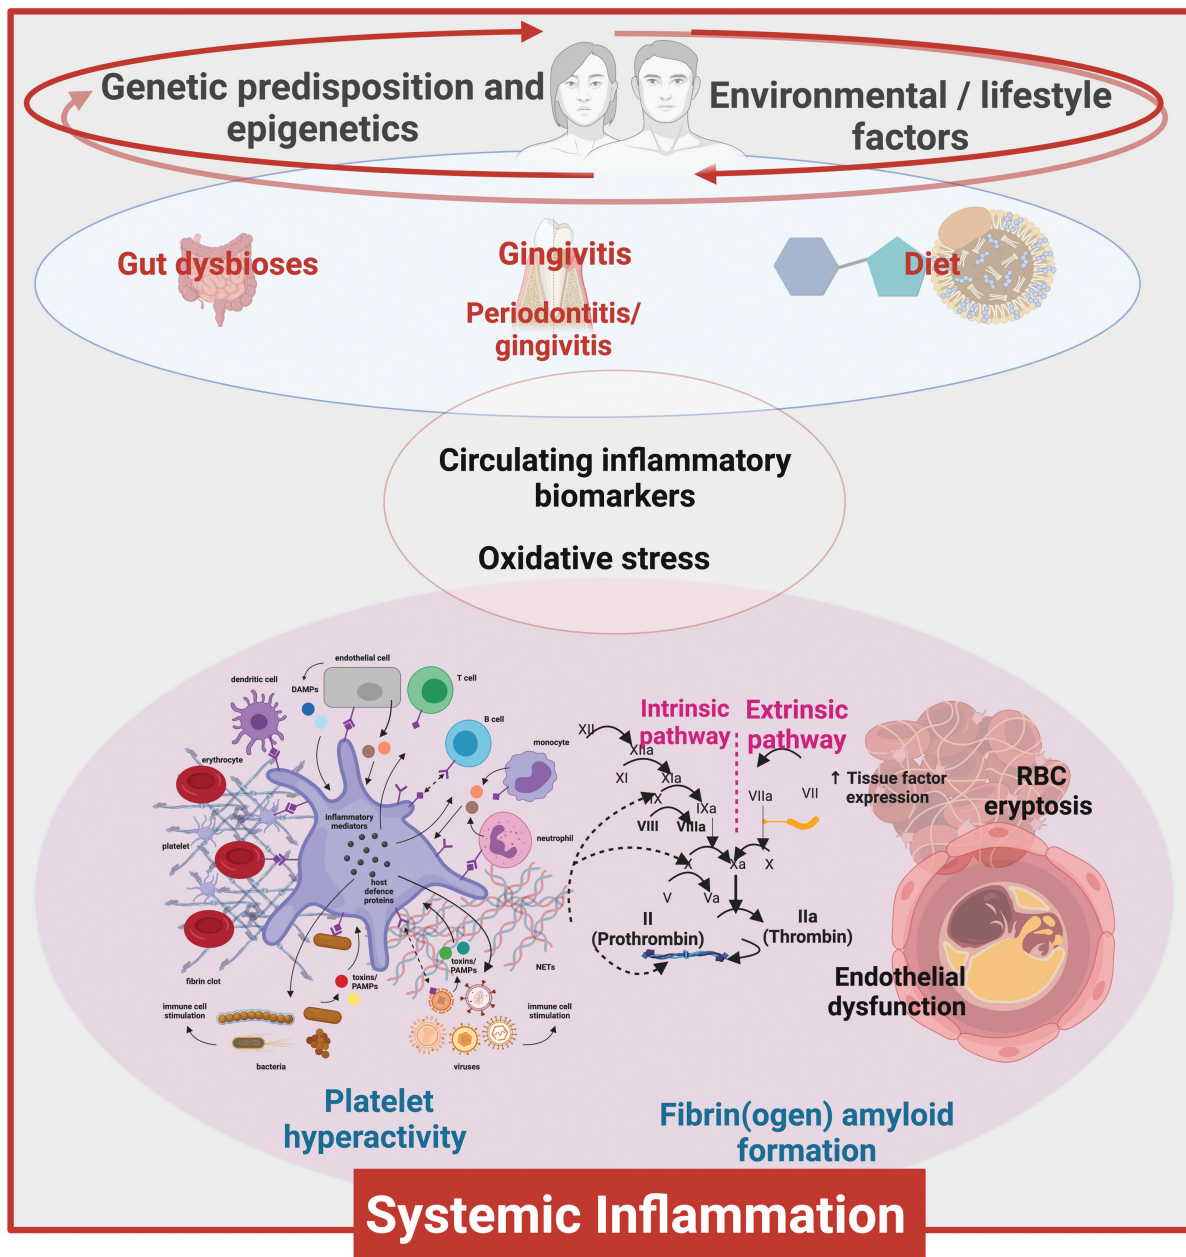 Genetic predisposition and
epigenetics
Environmental / lifestyle
factors
Gut dysbioses
Gingivitis
Periodontitis/
gingivitis
Diet
Circulating inflammatory
biomarkers
Oxidative stress
endothelial cell
dendritic cell
DAMPs
T cell
B cell
monocyte
erythrocyte
inflammatory
mediators
platelet
neutrophil
host
defence
proteins
NETs
fibrin clot
toxins/
PAMPs
toxins/
PAMPs
immune cell
stimulation
immune cell
stimulation
bacteria
viruses
Intrinsic
pathway
Extrinsic
pathway
XII
XIIa
XI
XIa
IX
IXa
VIII
VIIIa
VIIa
VII
↑ Tissue factor
expression
X
Xa
X
V
Va
II
(Prothrombin)
IIa
(Thrombin)
RBC
eryptosis
Endothelial
dysfunction
Platelet
hyperactivity
Fibrin(ogen) amyloid
formation
Systemic Inflammation